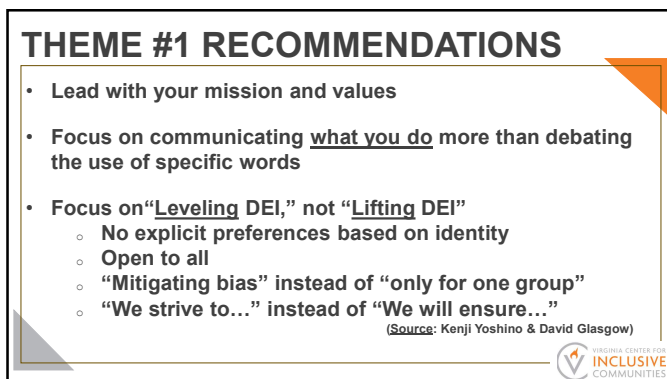 THEME #1 RECOMMENDATIONS
• Lead with your mission and values
• Focus on communicating what you do more than debating
the use of specific words
• Focus on“Leveling DEI,” not “Lifting DEI”
o No explicit preferences based on identity
o Open to all
o “Mitigating bias” instead of “only for one group”
o “We strive to…” instead of “We will ensure…”
(Source: Kenji Yoshino & David Glasgow)
VIRGINIA CENTER FOR
INCLUSIVE
COMMUNITIES